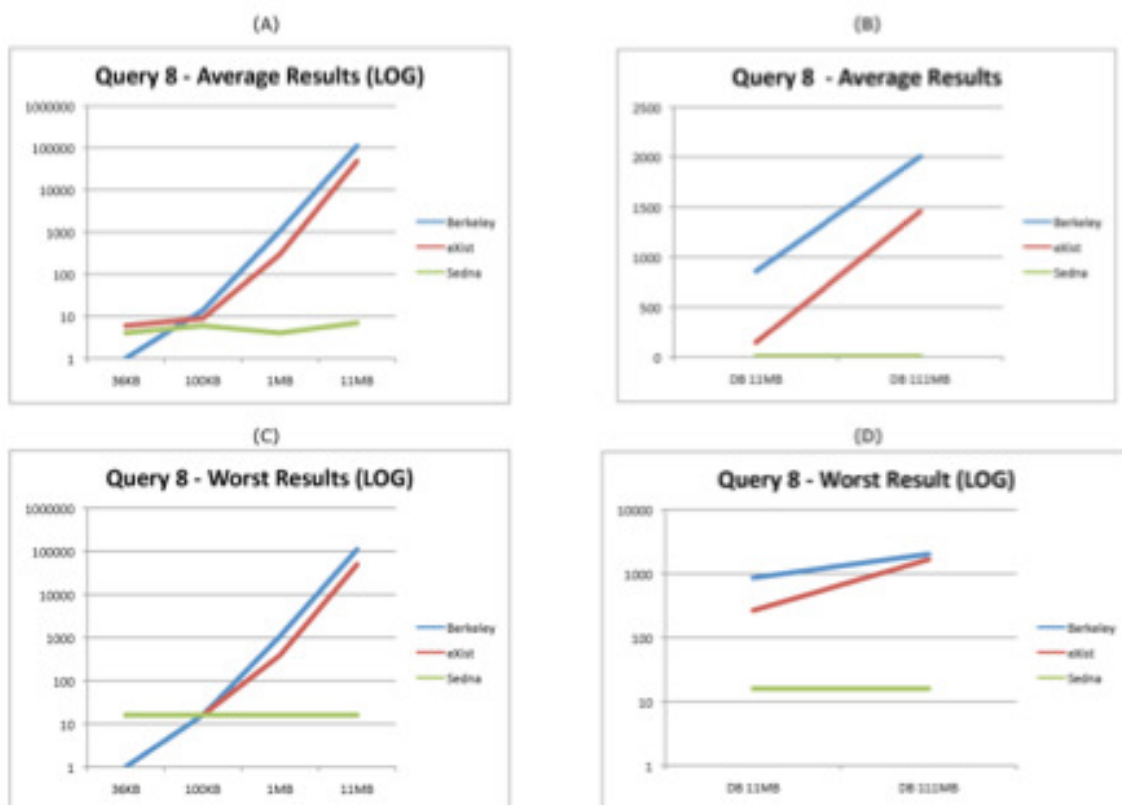 (A)
Query 8 - Average Results (LOG)
1000000
100000
10000
1000
100
10
1
36KB 100KB 1MB 11MB
Berkeley
eXist
Sedna
(B)
Query 8 - Average Results
2500
2000
1500
1000
500
0
DB 11MB DB 111MB
Berkeley
eXist
Sedna
(C)
Query 8 - Worst Results (LOG)
1000000
100000
10000
1000
100
10
1
36KB 100KB 1MB 11MB
Berkeley
eXist
Sedna
(D)
Query 8 - Worst Result (LOG)
10000
1000
100
10
1
DB 11MB DB 111MB
Berkeley
eXist
Sedna